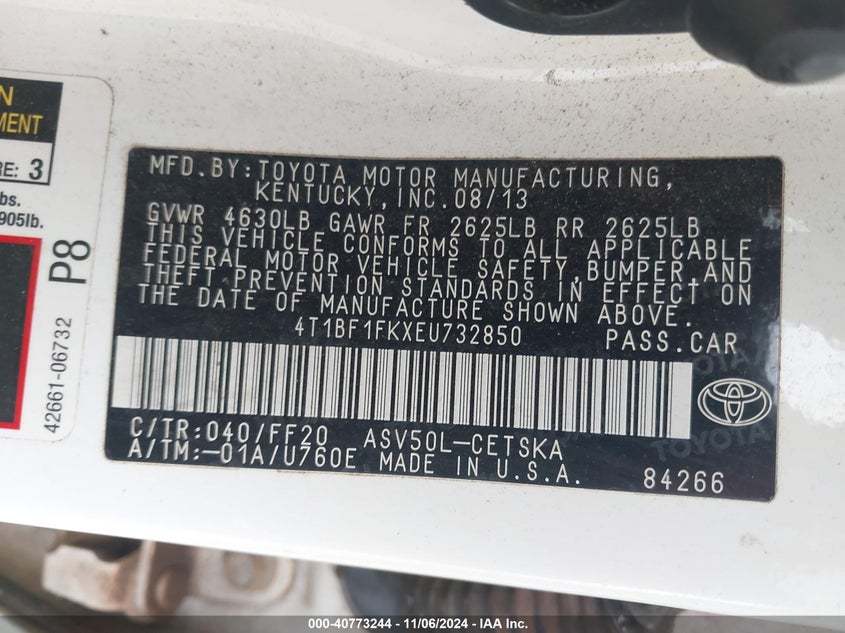 N
MENT
RE: 3
bs.
905lb.
P8
42661-06732
MFD.BY:TOYOTA MOTOR MANUFACTURING,
KENTUCKY,INC.08/13
GVWR 4630LB GAWR FR 2625LB RR 2625LB
THIS VEHICLE CONFORMS TO ALL APPLICABLE
FEDERAL MOTOR VEHICLE SAFETY,BUMPER,AND
THEFT PREVENTION STANDARDS IN EFFECT ON
THE DATE OF MANUFACTURE SHOWN ABOVE.
4T1BF1FKXEU732850 PASS.CAR
C/TR:040/FF20 ASV50L-CETSKA
A/TM:-01A/U760E MADE IN U.S.A.
84266
000-40773244 - 11/06/2024 - IAA Inc.